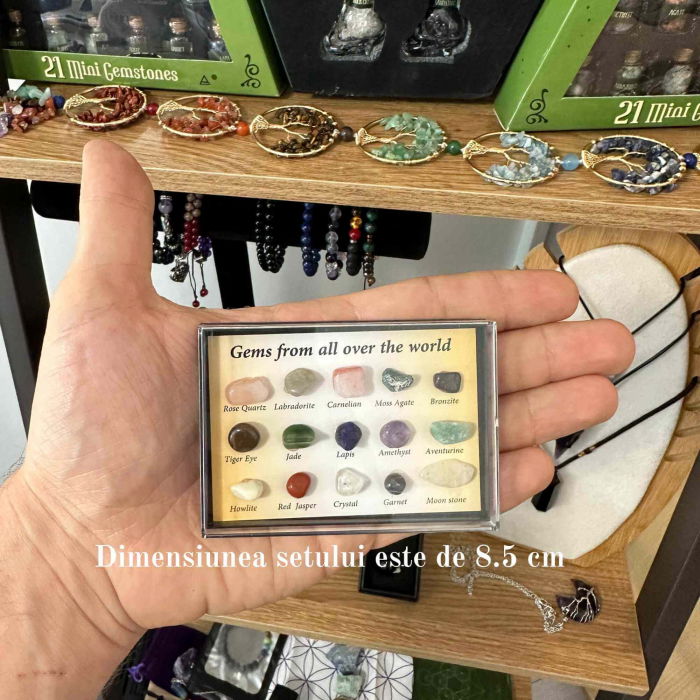 21 Mini Gemstones
21 Mini G
Gems from all over the world
Rose Quartz Labradorite Carnelian Moss Agate Bronzite
Tiger Eye Jade Lapis Amethyst Aventurine
Howlite Red Jasper Crystal Garnet Moon stone
Dimensiunea setului este de 8.5 cm